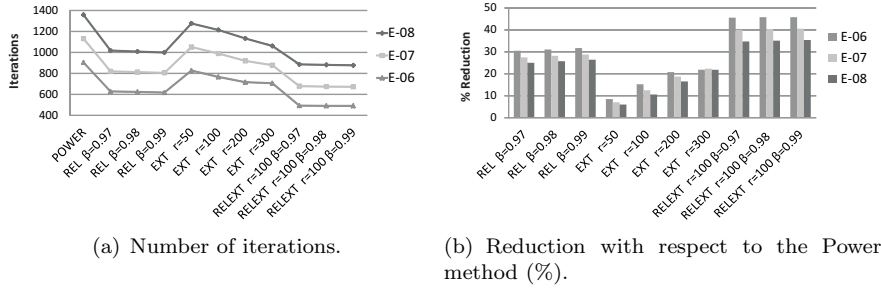 1400
1200
1000
800
600
400
Iterations
POWER
REL β=0.97
REL β=0.98
REL β=0.99
EXT r=50
EXT r=100
EXT r=200
EXT r=300
RELEXT r=100 β=0.97
RELEXT r=100 β=0.98
RELEXT r=100 β=0.99
E-08
E-07
E-06
50
40
30
20
10
0
% Reduction
REL β=0.97
REL β=0.98
REL β=0.99
EXT r=50
EXT r=100
EXT r=200
EXT r=300
RELEXT r=100 β=0.97
RELEXT r=100 β=0.98
RELEXT r=100 β=0.99
E-06
E-07
E-08
(a) Number of iterations.
(b) Reduction with respect to the Power
method (%).